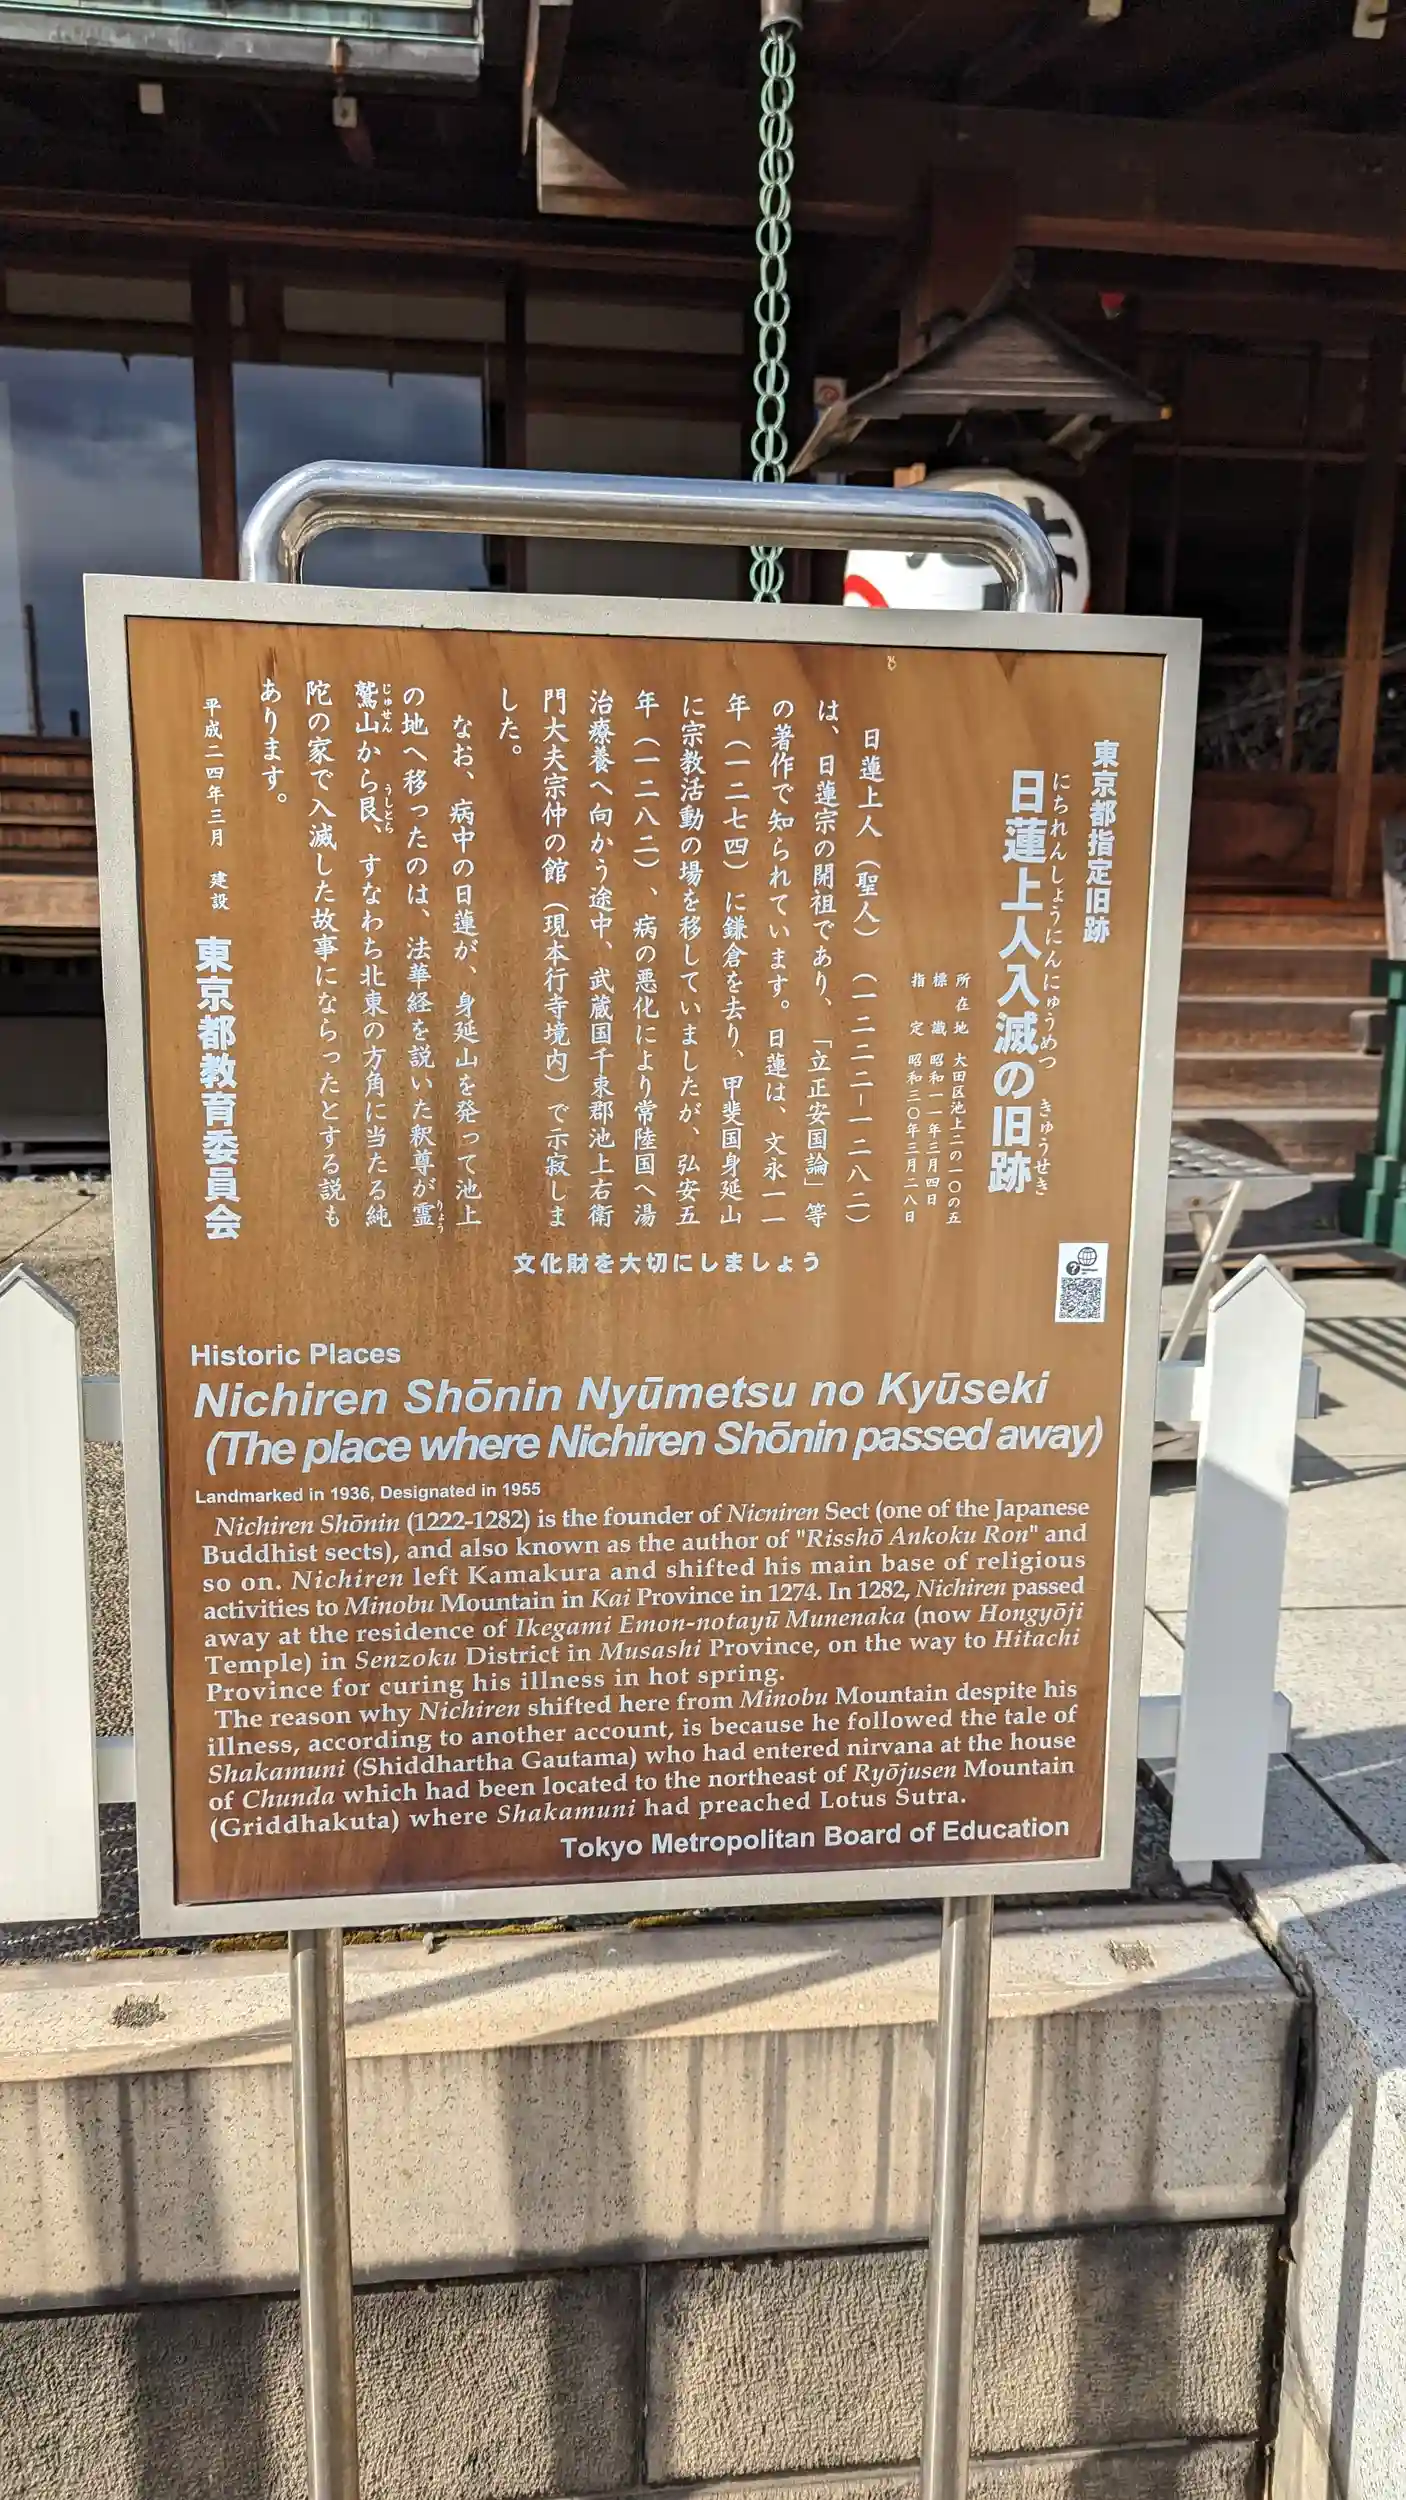 東京都指定旧跡
にちれんしょうにんにゅうめつ きゅうせき
日蓮上人入滅の旧跡
所在地 大田区池上二の一〇の五
標識 昭和一一年三月四日
指定 昭和三〇年三月二八日
日蓮上人（聖人）（一二二二－一二八二）
は、日蓮宗の開祖であり、「立正安国論」等
の著作で知られています。日蓮は、文永一一
年（一二七四）に鎌倉を去り、甲斐国身延山
に宗教活動の場を移していましたが、弘安五
年（一二八二）、病の悪化により常陸国へ湯
治療養へ向かう途中、武蔵国千束郡池上右衛
門大夫宗仲の館（現本行寺境内）で示寂しま
した。
なお、病中の日蓮が、身延山を発って池上
の地へ移ったのは、法華経を説いた釈尊が霊
りょう
じゅせん うしとら
鷲山から艮、すなわち北東の方角に当たる純
陀の家で入滅した故事にならったとする説も
あります。
平成二四年三月 建設
東京都教育委員会
文化財を大切にしましょう
Historic Places
Nichiren Shōnin Nyūmetsu no Kyūseki
(The place where Nichiren Shōnin passed away)
Landmarked in 1936, Designated in 1955
Nichiren Shōnin (1222-1282) is the founder of Nicniren Sect (one of the Japanese
Buddhist sects), and also known as the author of "Risshō Ankoku Ron" and
so on. Nichiren left Kamakura and shifted his main base of religious
activities to Minobu Mountain in Kai Province in 1274. In 1282, Nichiren passed
away at the residence of Ikegami Emon-notayū Munenaka (now Hongyōji
Temple) in Senzoku District in Musashi Province, on the way to Hitachi
Province for curing his illness in hot spring.
The reason why Nichiren shifted here from Minobu Mountain despite his
illness, according to another account, is because he followed the tale of
Shakamuni (Shiddhartha Gautama) who had entered nirvana at the house
of Chunda which had been located to the northeast of Ryōjusen Mountain
(Griddhakuta) where Shakamuni had preached Lotus Sutra.
Tokyo Metropolitan Board of Education